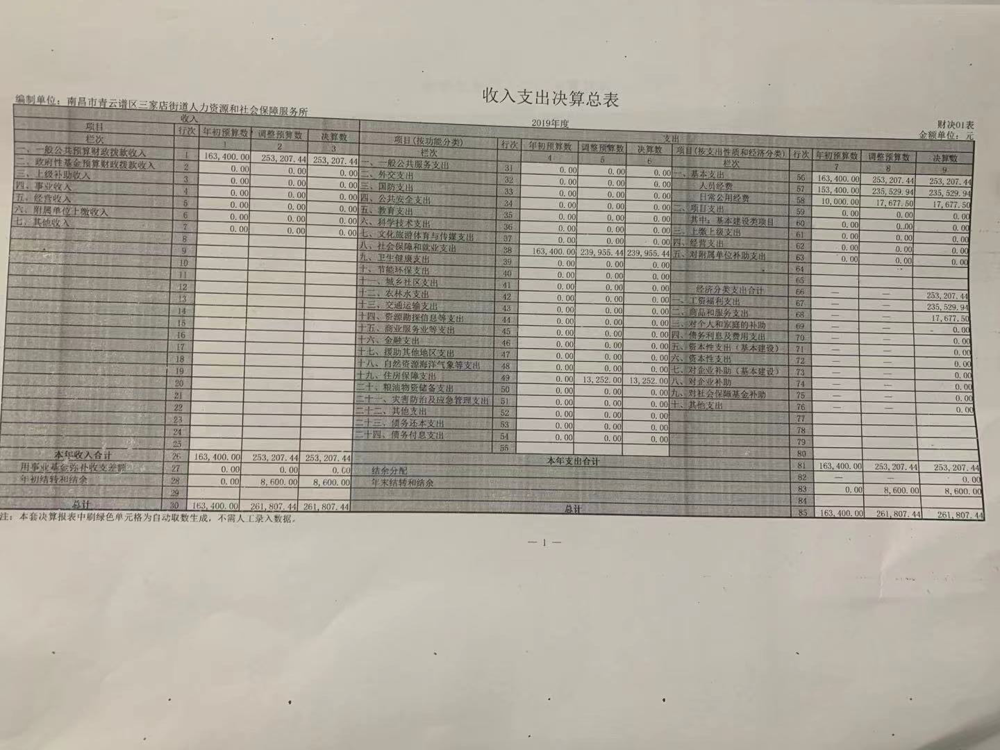 收入支出决算总表
编制单位：南昌市青云谱区三家店街道人力资源和社会保障服务所 2019年度 财决01表
金额单位：元
收入 支出
项目 行次 年初预算数 调整预算数 决算数 项目(按功能分类) 行次 年初预算数 调整预算数 决算数 项目(按支出性质和经济分类) 行次 年初预算数 调整预算数 决算数
栏次 1 2 3 栏次 4 5 6 栏次 7 8 9
一、一般公共预算财政拨款收入 1 163,400.00 253,207.44 253,207.44 一、一般公共服务支出 31 0.00 0.00 0.00 一、基本支出 56 163,400.00 253,207.44 253,207.44
二、政府性基金预算财政拨款收入 2 0.00 0.00 0.00 二、外交支出 32 0.00 0.00 0.00 人员经费 57 153,400.00 235,529.94 235,529.94
三、上级补助收入 3 0.00 0.00 0.00 三、国防支出 33 0.00 0.00 0.00 日常公用经费 58 10,000.00 17,677.50 17,677.50
四、事业收入 4 0.00 0.00 0.00 四、公共安全支出 34 0.00 0.00 0.00 二、项目支出 59 0.00 0.00 0.00
五、经营收入 5 0.00 0.00 0.00 五、教育支出 35 0.00 0.00 0.00 其中：基本建设类项目 60 0.00 0.00 0.00
六、附属单位上缴收入 6 0.00 0.00 0.00 六、科学技术支出 36 0.00 0.00 0.00 三、上缴上级支出 61 0.00 0.00 0.00
七、其他收入 7 0.00 0.00 0.00 七、文化旅游体育与传媒支出 37 0.00 0.00 0.00 四、经营支出 62 0.00 0.00 0.00
8 八、社会保障和就业支出 38 163,400.00 239,955.44 239,955.44 五、对附属单位补助支出 63 0.00 0.00 0.00
9 九、卫生健康支出 39 0.00 0.00 0.00 64
10 十、节能环保支出 40 0.00 0.00 0.00 65
11 十一、城乡社区支出 41 0.00 0.00 0.00 经济分类支出合计 66 — — 253,207.44
12 十二、农林水支出 42 0.00 0.00 0.00 一、工资福利支出 67 — — 235,529.94
13 十三、交通运输支出 43 0.00 0.00 0.00 二、商品和服务支出 68 — — 17,677.50
14 十四、资源勘探信息等支出 44 0.00 0.00 0.00 三、对个人和家庭的补助 69 — — 0.00
15 十五、商业服务业等支出 45 0.00 0.00 0.00 四、债务利息及费用支出 70 — — 0.00
16 十六、金融支出 46 0.00 0.00 0.00 五、资本性支出（基本建设） 71 — — 0.00
17 十七、援助其他地区支出 47 0.00 0.00 0.00 六、资本性支出 72 — — 0.00
18 十八、自然资源海洋气象等支出 48 0.00 0.00 0.00 七、对企业补助（基本建设） 73 — — 0.00
19 十九、住房保障支出 49 0.00 13,252.00 13,252.00 八、对企业补助 74 — — 0.00
20 二十、粮油物资储备支出 50 0.00 0.00 0.00 九、对社会保障基金补助 75 — — 0.00
21 二十一、灾害防治及应急管理支出 51 0.00 0.00 0.00 十、其他支出 76 — — 0.00
22 二十二、其他支出 52 0.00 0.00 0.00 77
23 二十三、债务还本支出 53 0.00 0.00 0.00 78
24 二十四、债务付息支出 54 0.00 0.00 0.00 79
25 55 80
本年收入合计 26 163,400.00 253,207.44 253,207.44 本年支出合计 81 163,400.00 253,207.44 253,207.44
用事业基金弥补收支差额 27 0.00 0.00 0.00 结余分配 82 — — 0.00
年初结转和结余 28 0.00 8,600.00 8,600.00 年末结转和结余 83 0.00 8,600.00 8,600.00
29 84
总计 30 163,400.00 261,807.44 261,807.44 总计 85 163,400.00 261,807.44 261,807.44
注：本套决算报表中刷绿色单元格为自动取数生成，不需人工录入数据。
— 1 —